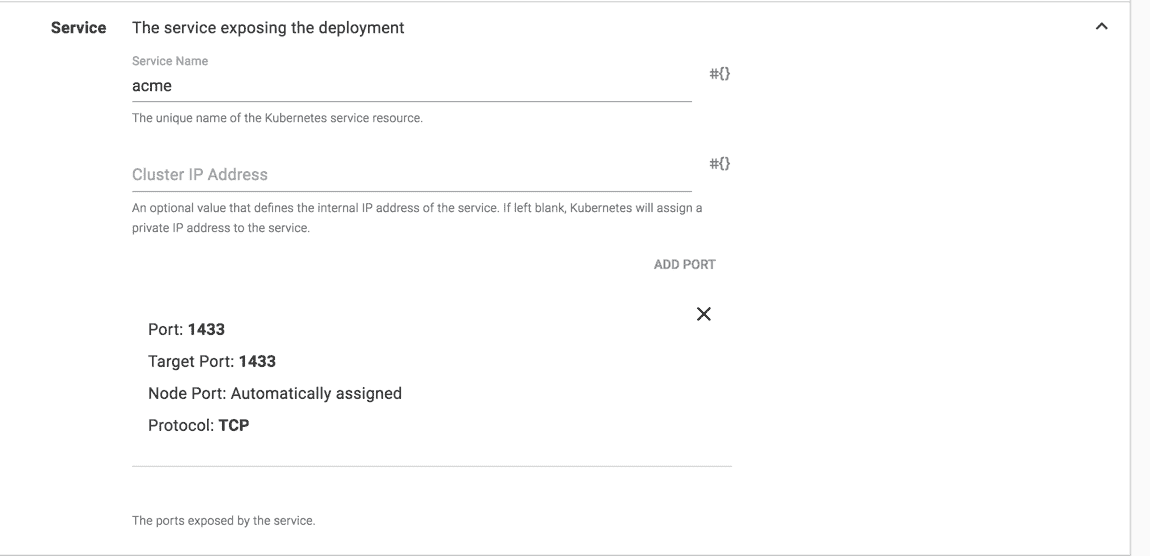 Service The service exposing the deployment
Service Name
acme
#{}
The unique name of the Kubernetes service resource.
Cluster IP Address
#{}
An optional value that defines the internal IP address of the service. If left blank, Kubernetes will assign a
private IP address to the service.
ADD PORT
Port: 1433
Target Port: 1433
Node Port: Automatically assigned
Protocol: TCP
The ports exposed by the service.